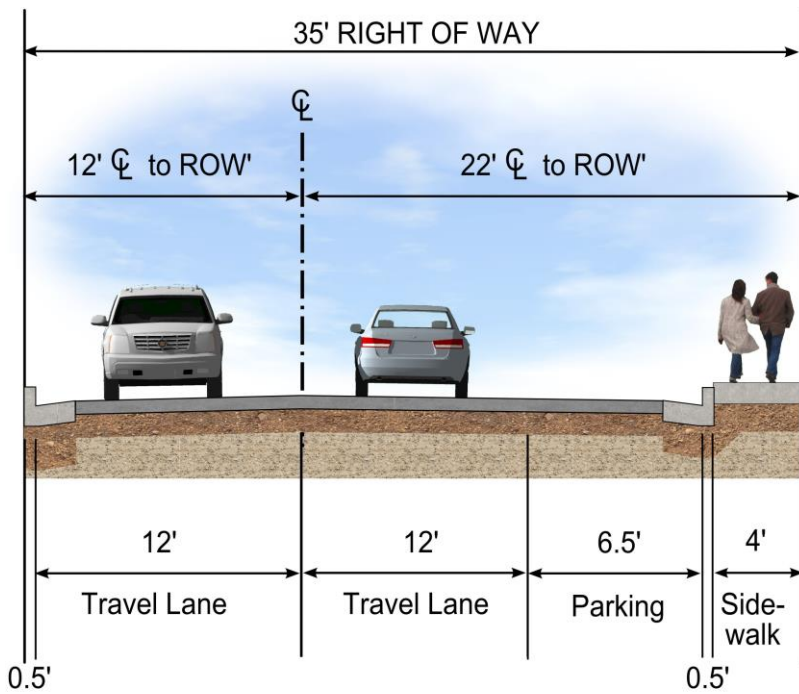 35' RIGHT OF WAY
℄
12' ℄ to ROW'
22' ℄ to ROW'
12'
12'
6.5'
4'
Travel Lane
Travel Lane
Parking
Side-
walk
0.5'
0.5'